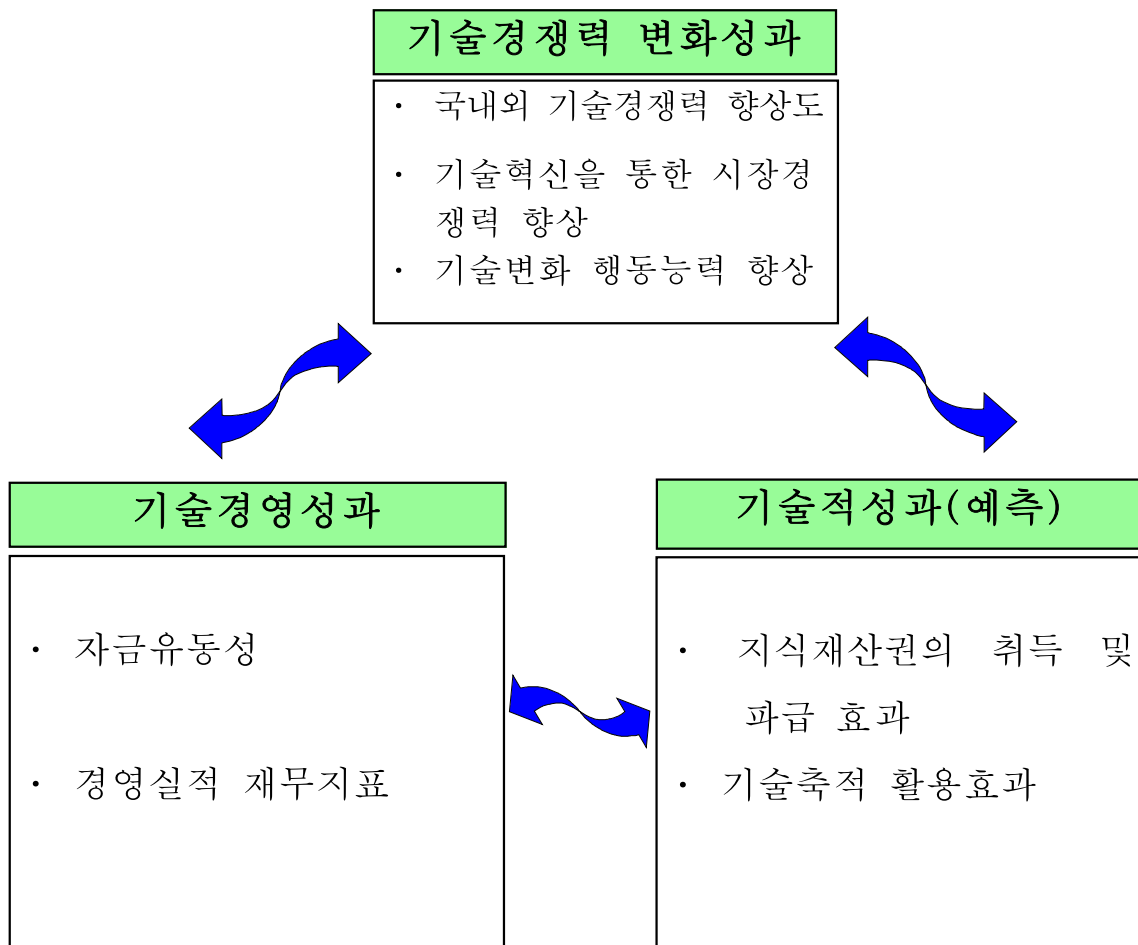 기술경쟁력 변화성과
· 국내외 기술경쟁력 향상도
· 기술혁신을 통한 시장경
쟁력 향상
· 기술변화 행동능력 향상
기술경영성과
· 자금유동성
· 경영실적 재무지표
기술적성과(예측)
· 지식재산권의 취득 및
파급 효과
· 기술축적 활용효과